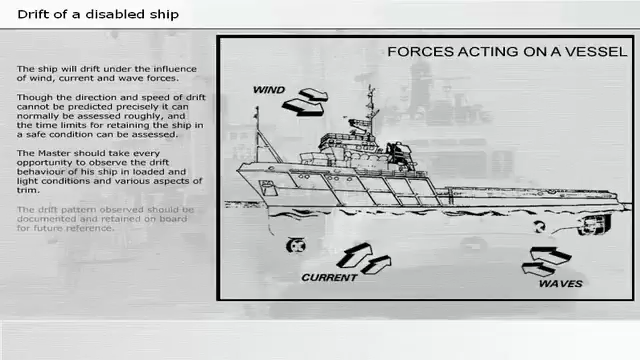 Drift of a disabled ship
The ship will drift under the influence
of wind, current and wave forces.
Though the direction and speed of drift
cannot be predicted precisely it can
normally be assessed roughly, and
the time limits for retaining the ship in
a safe condition can be assessed.
The Master should take every
opportunity to observe the drift
behaviour of his ship in loaded and
light conditions and various aspects of
trim.
The drift pattern observed should be
documented and retained on board
for future reference.
FORCES ACTING ON A VESSEL
WIND
CURRENT
WAVES